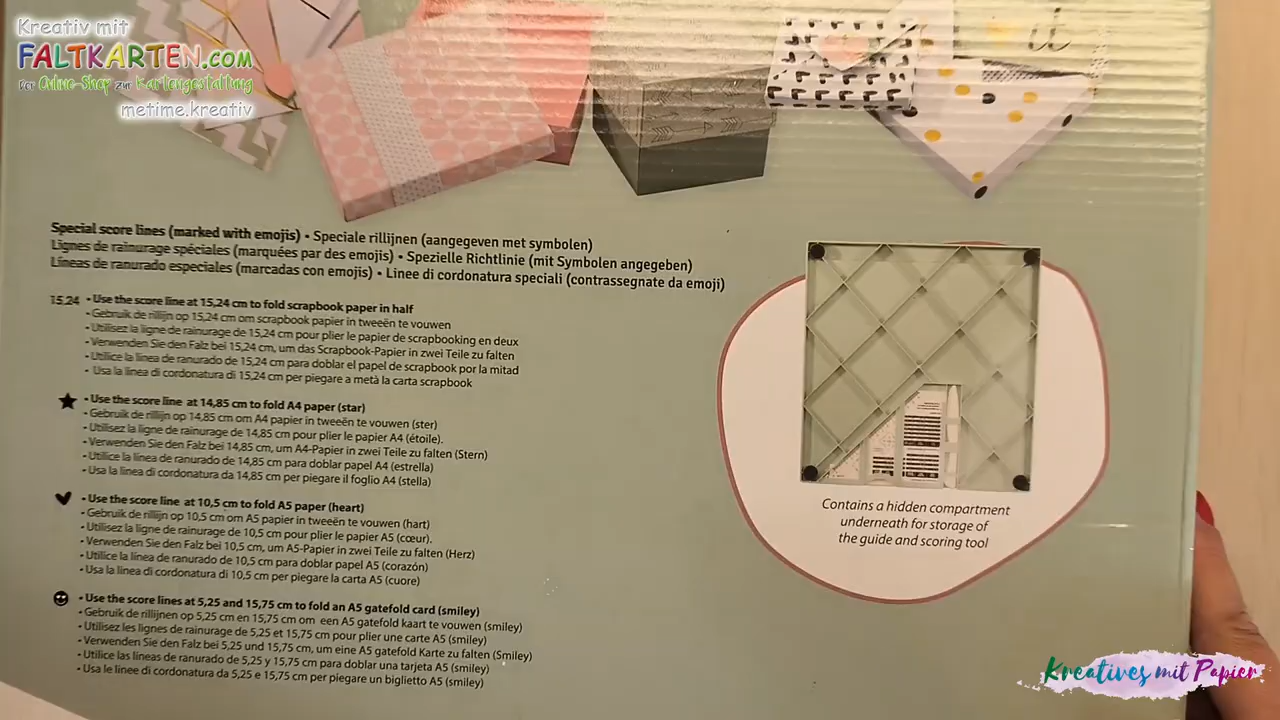 Kreativ mit
FALTKARTEN.COM
Der Online-Shop zur Kartengestaltung
metime.kreativ
it
Special score lines (marked with emojis) • Speciale rillijnen (aangegeven met symbolen)
Lignes de rainurage spéciales (marquées par des emojis) • Spezielle Richtlinie (mit Symbolen angegeben)
Líneas de ranurado especiales (marcadas con emojis) • Linee di cordonatura speciali (contrassegnate da emoji)
15,24 • Use the score line at 15,24 cm to fold scrapbook paper in half
• Gebruik de rillijn op 15,24 cm om scrapbook papier in tweeën te vouwen
• Utilisez la ligne de rainurage de 15,24 cm pour plier le papier de scrapbooking en deux
• Verwenden Sie den Falz bei 15,24 cm, um das Scrapbook-Papier in zwei Teile zu falten
• Utilice la línea de ranurado de 15,24 cm para doblar el papel de scrapbook por la mitad
• Usa la linea di cordonatura di 15,24 cm per piegare a metà la carta scrapbook
★ • Use the score line at 14,85 cm to fold A4 paper (star)
• Gebruik de rillijn op 14,85 cm om A4 papier in tweeën te vouwen (ster)
• Utilisez la ligne de rainurage de 14,85 cm pour plier le papier A4 (étoile).
• Verwenden Sie den Falz bei 14,85 cm, um A4-Papier in zwei Teile zu falten (Stern)
• Utilice la línea de ranurado de 14,85 cm para doblar papel A4 (estrella)
• Usa la linea di cordonatura da 14,85 cm per piegare il foglio A4 (stella)
♥ • Use the score line at 10,5 cm to fold A5 paper (heart)
• Gebruik de rillijn op 10,5 cm om A5 papier in tweeën te vouwen (hart)
• Utilisez la ligne de rainurage de 10,5 cm pour plier le papier A5 (cœur).
• Verwenden Sie den Falz bei 10,5 cm, um A5-Papier in zwei Teile zu falten (Herz)
• Utilice la línea de ranurado de 10,5 cm para doblar papel A5 (corazón)
• Usa la linea di cordonatura di 10,5 cm per piegare la carta A5 (cuore)
☻ • Use the score lines at 5,25 and 15,75 cm to fold an A5 gatefold card (smiley)
• Gebruik de rillijnen op 5,25 cm en 15,75 cm om een A5 gatefold kaart te vouwen (smiley)
• Utilisez les lignes de rainurage de 5,25 et 15,75 cm pour plier une carte A5 (smiley)
• Verwenden Sie den Falz bei 5,25 und 15,75 cm, um eine A5 gatefold Karte zu falten (Smiley)
• Utilice las líneas de ranurado de 5,25 y 15,75 cm para doblar una tarjeta A5 (smiley)
• Usa le linee di cordonatura da 5,25 e 15,75 cm per piegare un biglietto A5 (smiley)
Contains a hidden compartment
underneath for storage of
the guide and scoring tool
Kreatives mit Papier